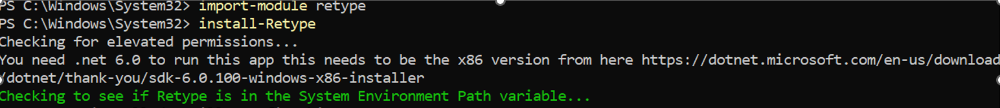 PS C:\Windows\System32> import-module retype
PS C:\Windows\System32> install-Retype
Checking for elevated permissions...
You need .net 6.0 to run this app this needs to be the x86 version from here https://dotnet.microsoft.com/en-us/download
/dotnet/thank-you/sdk-6.0.100-windows-x86-installer
Checking to see if Retype is in the System Environment Path variable...